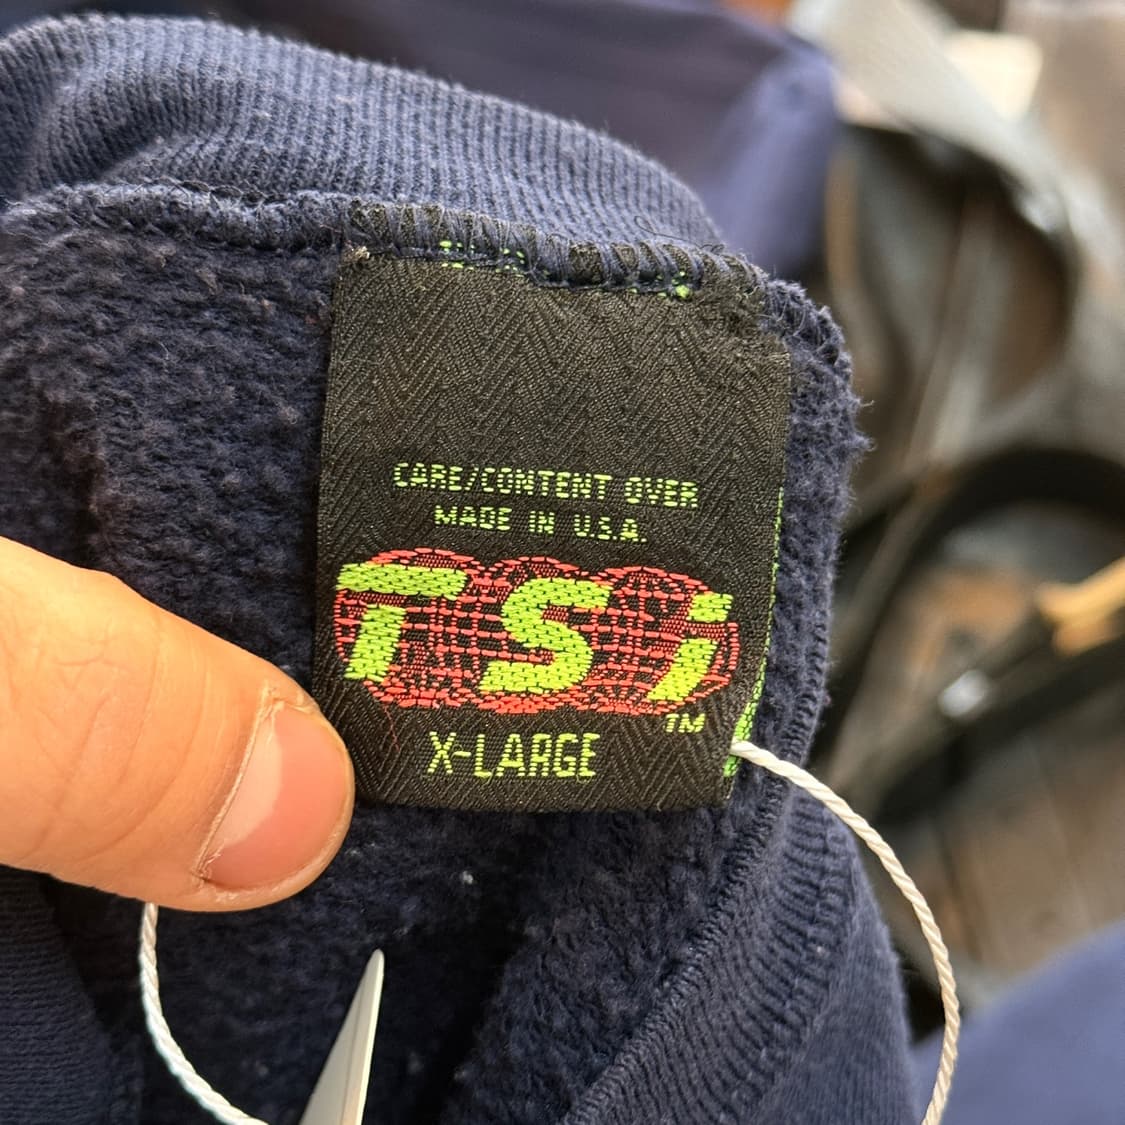 CARE/CONTENT OVER
MADE IN U.S.A.
TSi
TM
X-LARGE